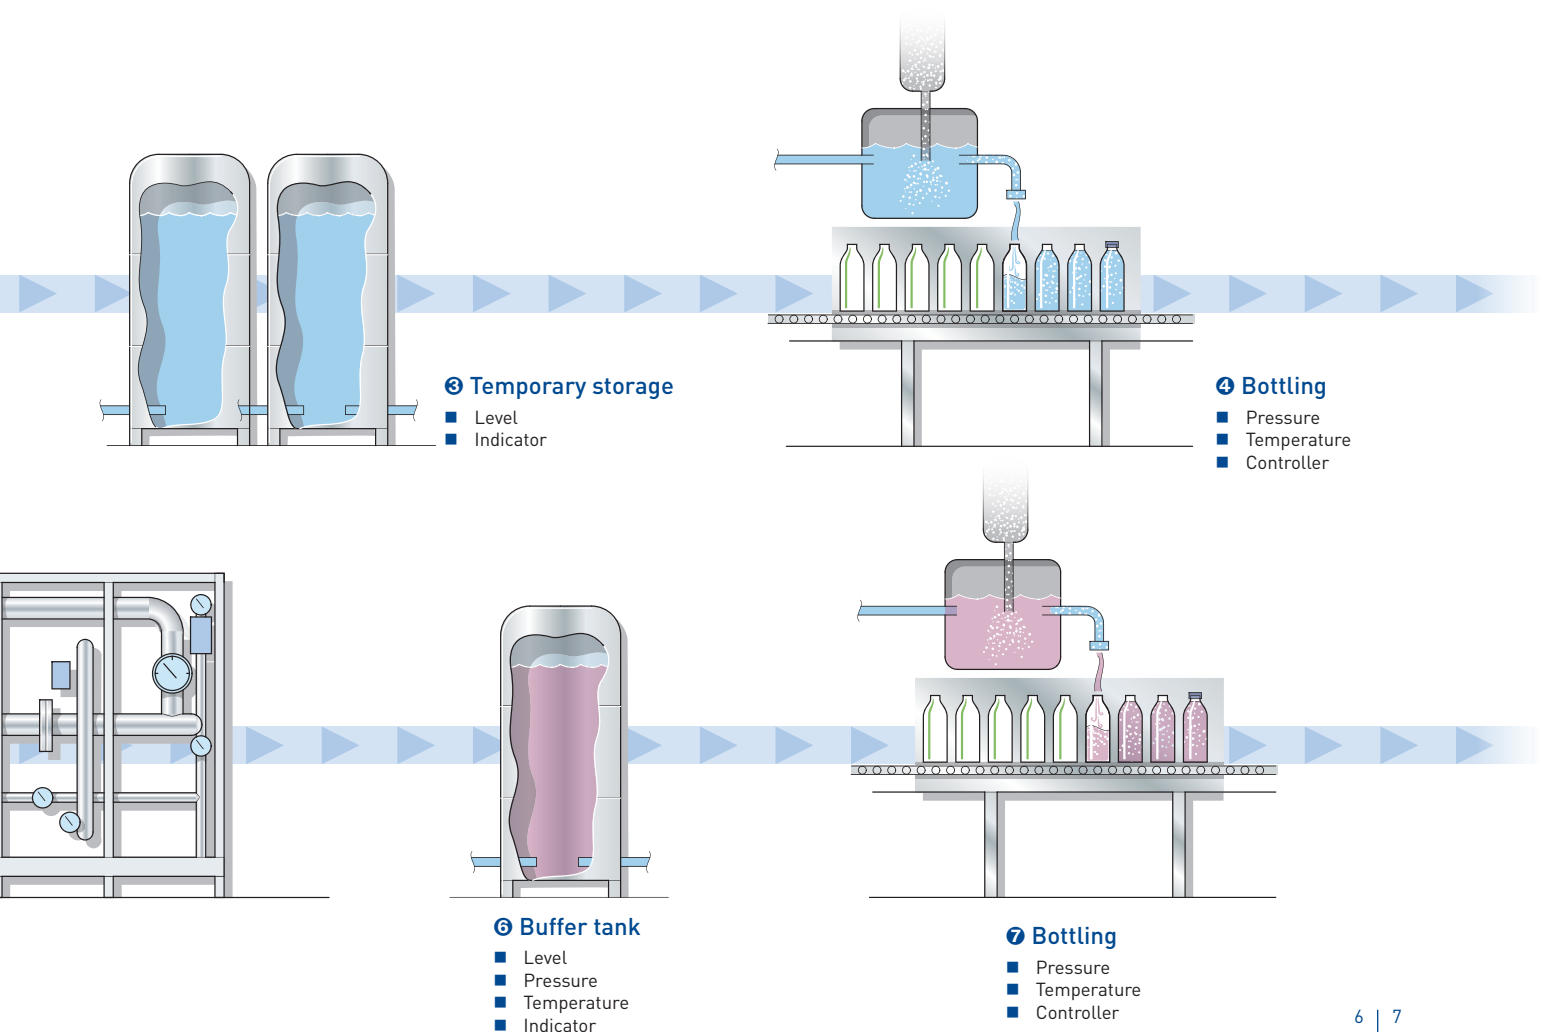 ❸ Temporary storage
■ Level
■ Indicator
❹ Bottling
■ Pressure
■ Temperature
■ Controller
❻ Buffer tank
■ Level
■ Pressure
■ Temperature
■ Indicator
❼ Bottling
■ Pressure
■ Temperature
■ Controller
6 | 7